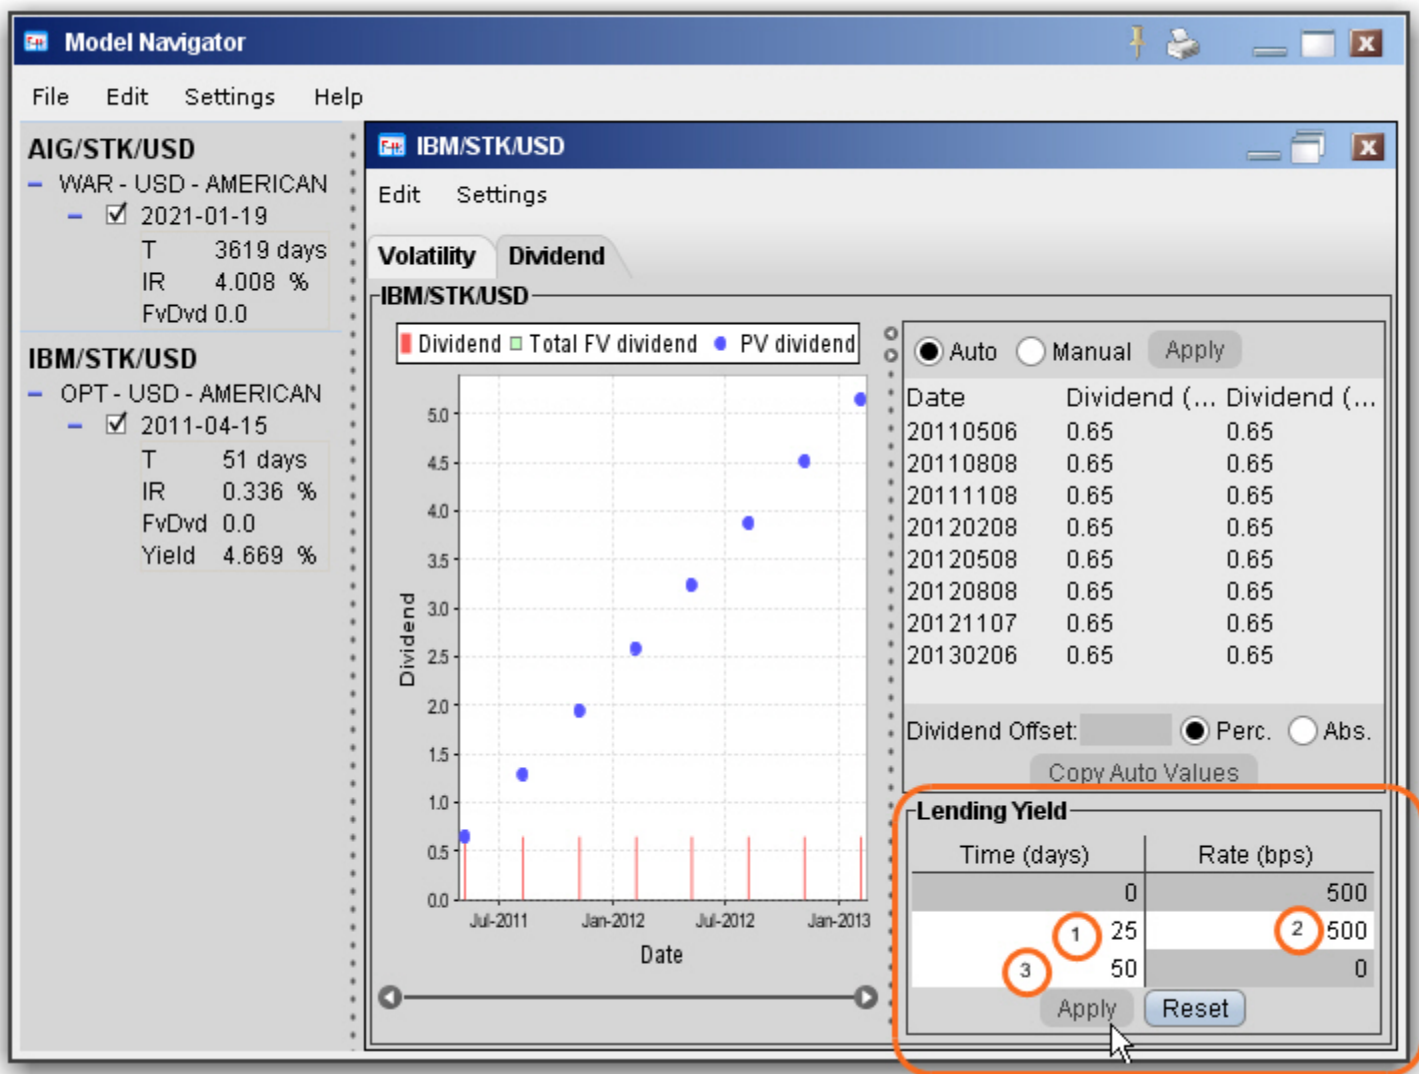 Model Navigator
File Edit Settings Help
AIG/STK/USD
WAR - USD - AMERICAN
2021-01-19
T 3619 days
IR 4.008 %
FvDvd 0.0
IBM/STK/USD
OPT - USD - AMERICAN
2011-04-15
T 51 days
IR 0.336 %
FvDvd 0.0
Yield 4.669 %
IBM/STK/USD
Edit Settings
Volatility Dividend
IBM/STK/USD
Dividend Total FV dividend PV dividend
5.0
4.5
4.0
3.5
3.0
2.5
2.0
1.5
1.0
0.5
0.0
Dividend
Jul-2011 Jan-2012 Jul-2012 Jan-2013
Date
Auto Manual Apply
Date Dividend (... Dividend (...
20110506 0.65 0.65
20110808 0.65 0.65
20111108 0.65 0.65
20120208 0.65 0.65
20120508 0.65 0.65
20120808 0.65 0.65
20121107 0.65 0.65
20130206 0.65 0.65
Dividend Offset: Perc. Abs.
Copy Auto Values
Lending Yield
Time (days) Rate (bps)
0 500
1 25 2 500
3 50 0
Apply Reset